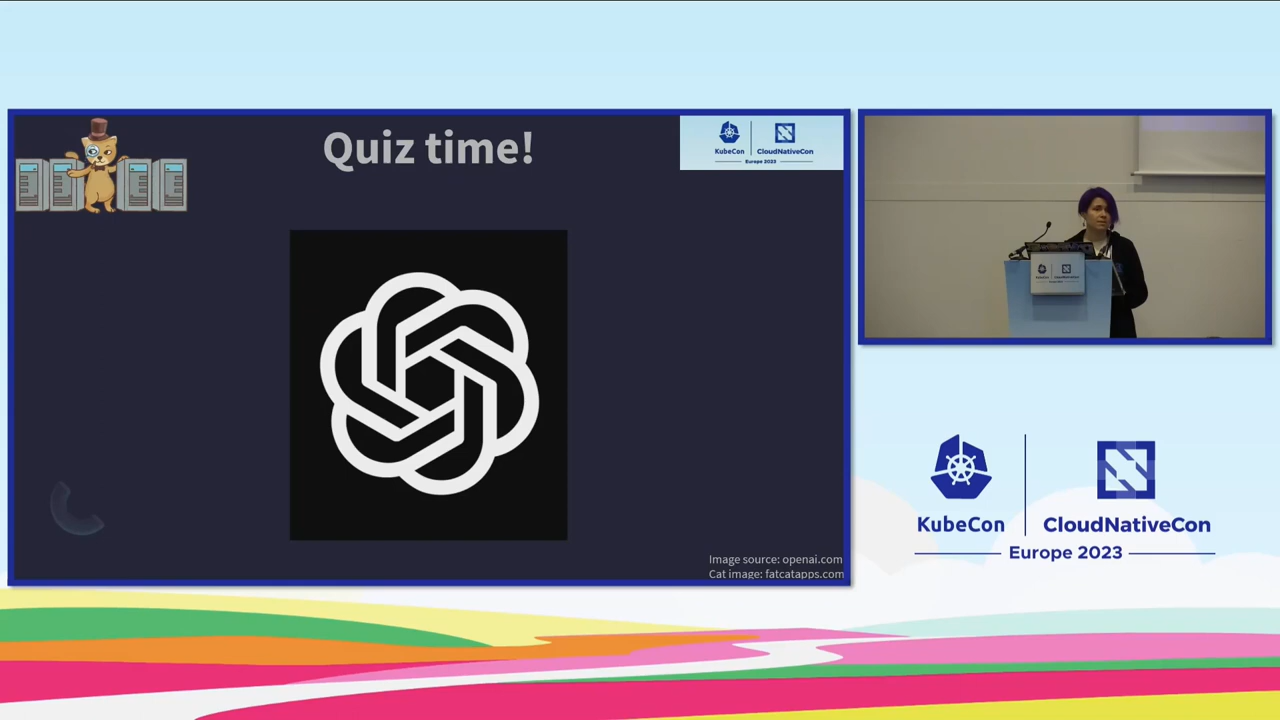 Quiz time!
KubeCon
CloudNativeCon
Europe 2023
Image source: openai.com
Cat image: fatcatapps.com
KubeCon
CloudNativeCon
Europe 2023